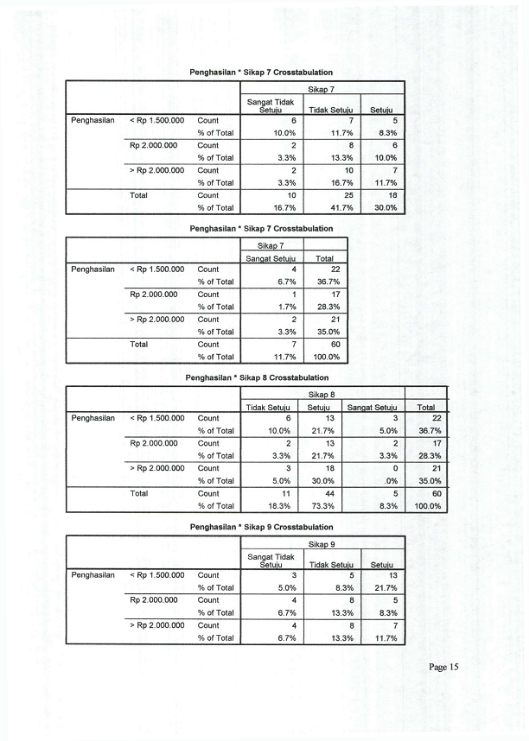 Penghasilan * Sikap 7 Crosstabulation
Sikap 7
Sangat Tidak Setuju Tidak Setuju Setuju
Penghasilan < Rp 1.500.000 Count 6 7 5
% of Total 10.0% 11.7% 8.3%
Rp 2.000.000 Count 2 8 6
% of Total 3.3% 13.3% 10.0%
> Rp 2.000.000 Count 2 10 7
% of Total 3.3% 16.7% 11.7%
Total Count 10 25 18
% of Total 16.7% 41.7% 30.0%
Penghasilan * Sikap 7 Crosstabulation
Sikap 7
Sangat Setuju Total
Penghasilan < Rp 1.500.000 Count 4 22
% of Total 6.7% 36.7%
Rp 2.000.000 Count 1 17
% of Total 1.7% 28.3%
> Rp 2.000.000 Count 2 21
% of Total 3.3% 35.0%
Total Count 7 60
% of Total 11.7% 100.0%
Penghasilan * Sikap 8 Crosstabulation
Sikap 8
Tidak Setuju Setuju Sangat Setuju Total
Penghasilan < Rp 1.500.000 Count 6 13 3 22
% of Total 10.0% 21.7% 5.0% 36.7%
Rp 2.000.000 Count 2 13 2 17
% of Total 3.3% 21.7% 3.3% 28.3%
> Rp 2.000.000 Count 3 18 0 21
% of Total 5.0% 30.0% .0% 35.0%
Total Count 11 44 5 60
% of Total 18.3% 73.3% 8.3% 100.0%
Penghasilan * Sikap 9 Crosstabulation
Sikap 9
Sangat Tidak Setuju Tidak Setuju Setuju
Penghasilan < Rp 1.500.000 Count 3 5 13
% of Total 5.0% 8.3% 21.7%
Rp 2.000.000 Count 4 8 5
% of Total 6.7% 13.3% 8.3%
> Rp 2.000.000 Count 4 8 7
% of Total 6.7% 13.3% 11.7%
Page 15